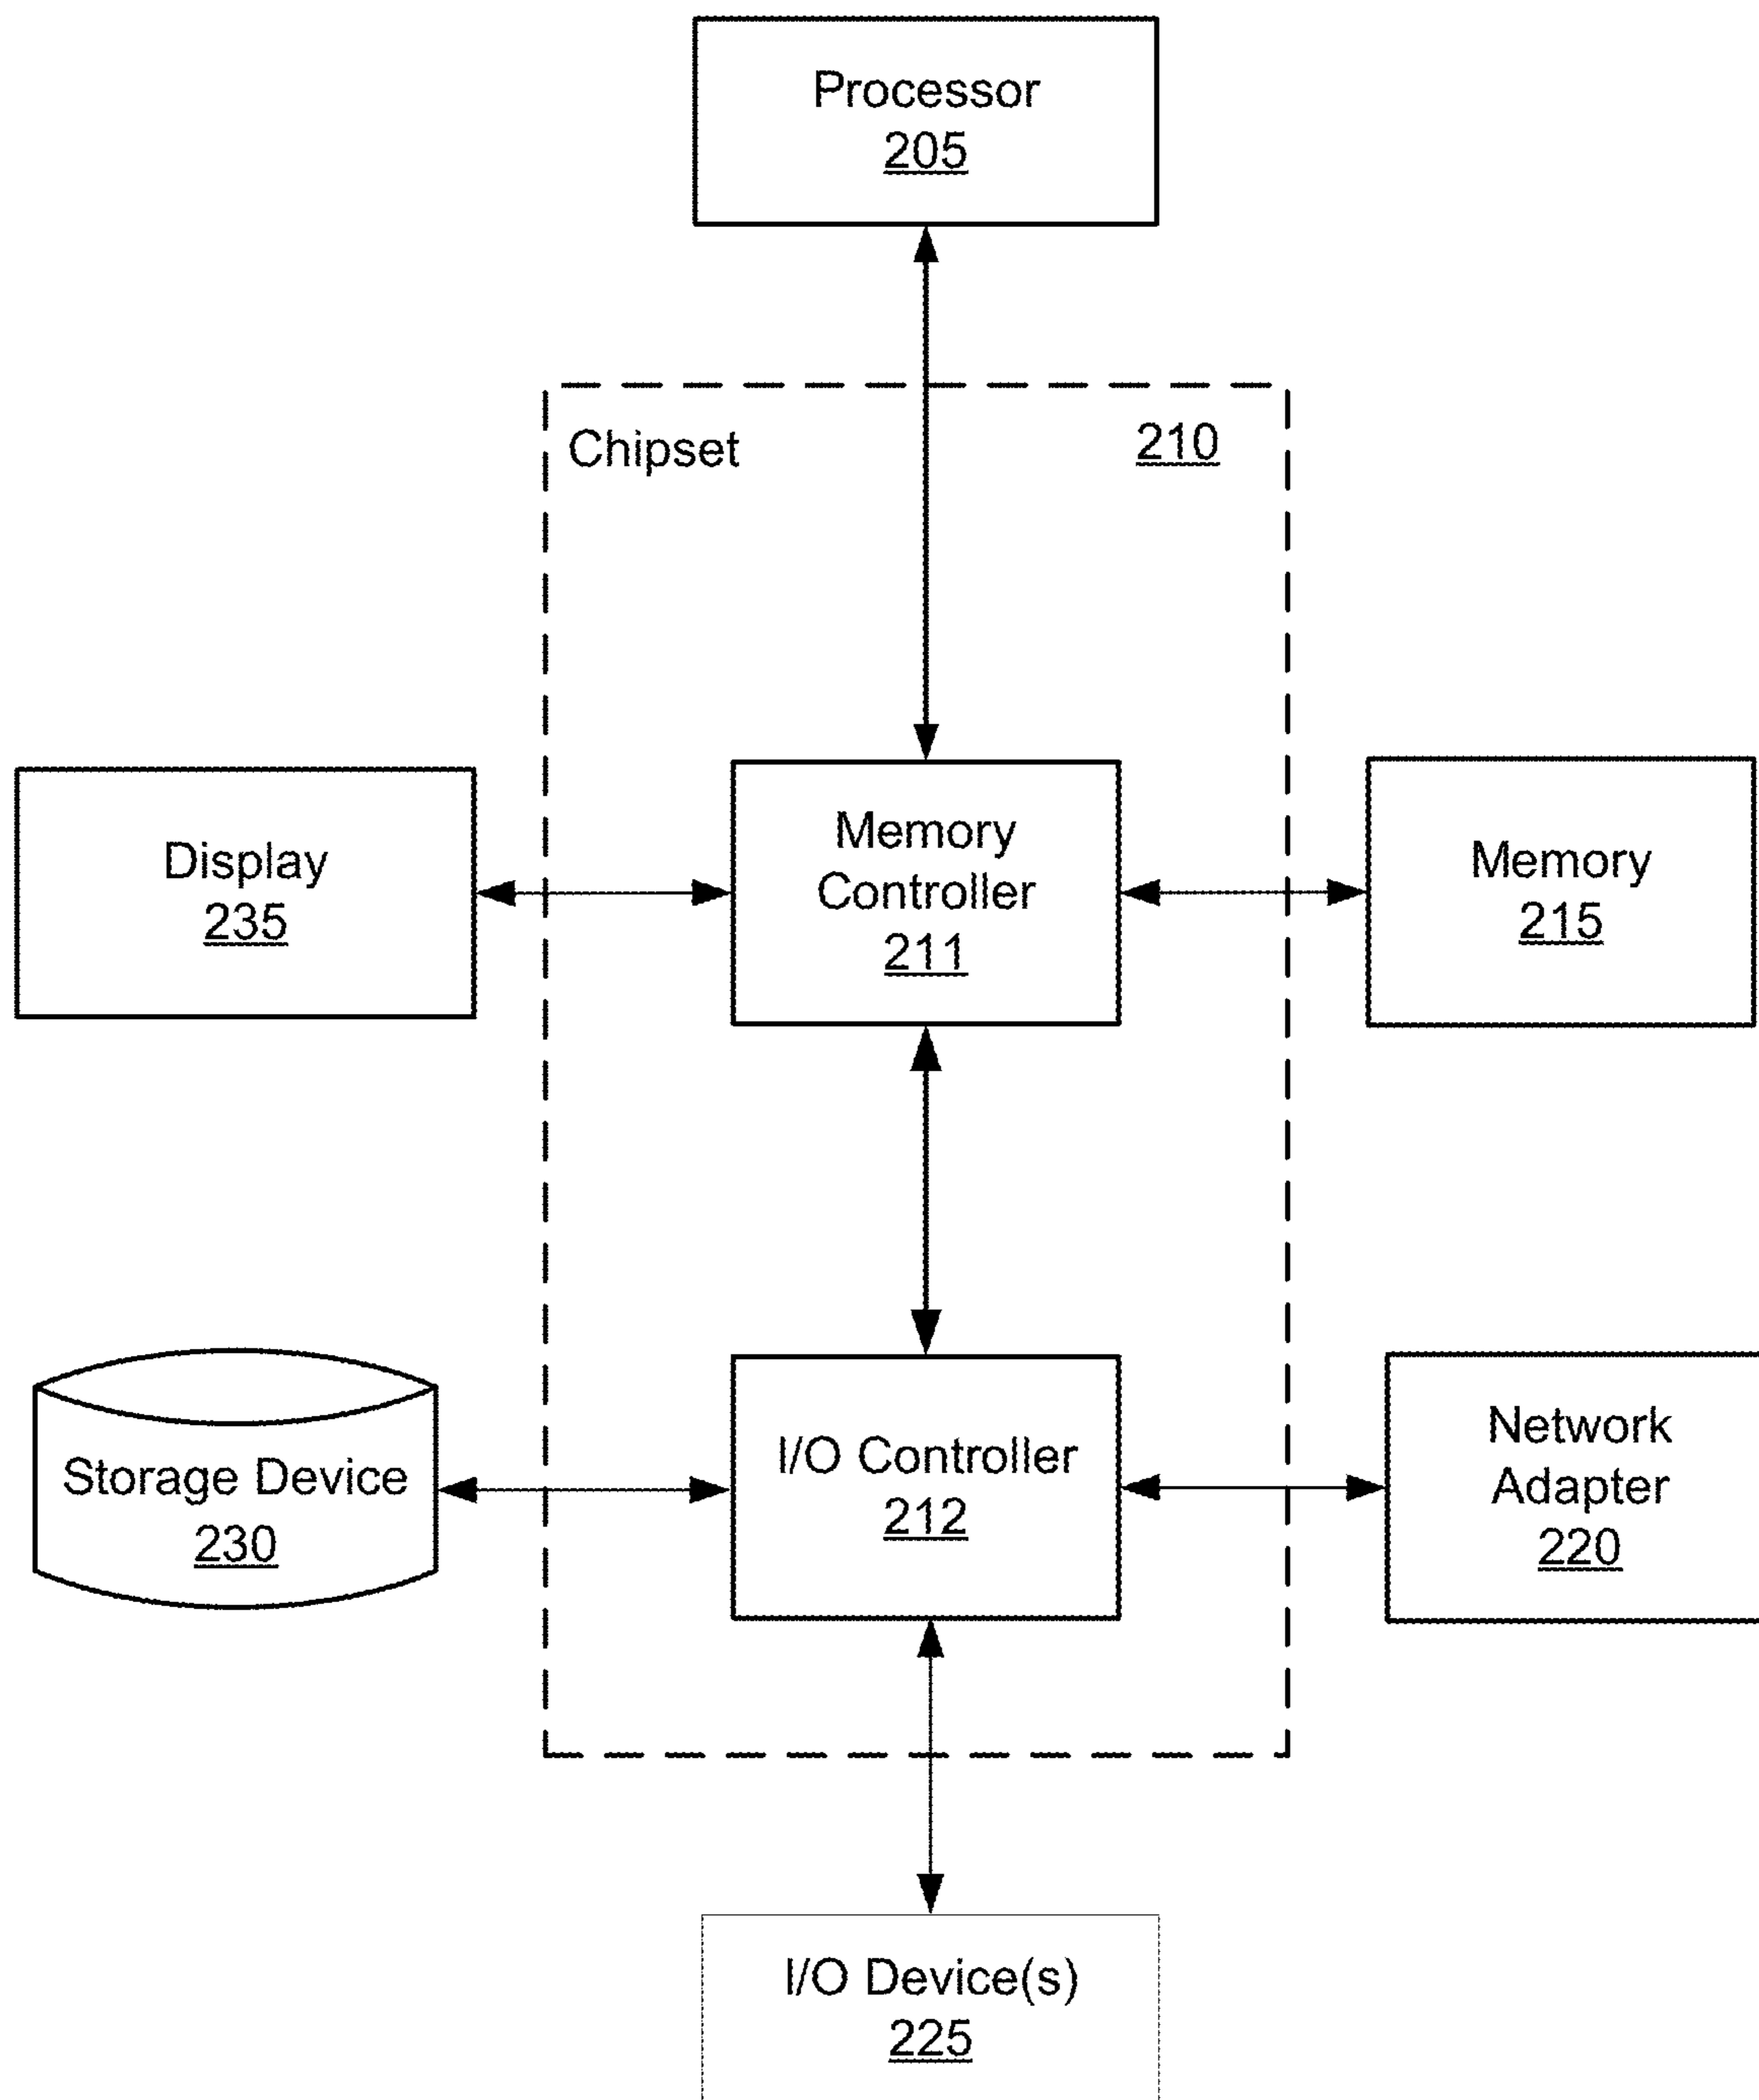 Processor
205
Chipset
210
Display
235
Memory
Controller
211
Memory
215
Storage Device
230
I/O Controller
212
Network
Adapter
220
I/O Device(s)
225